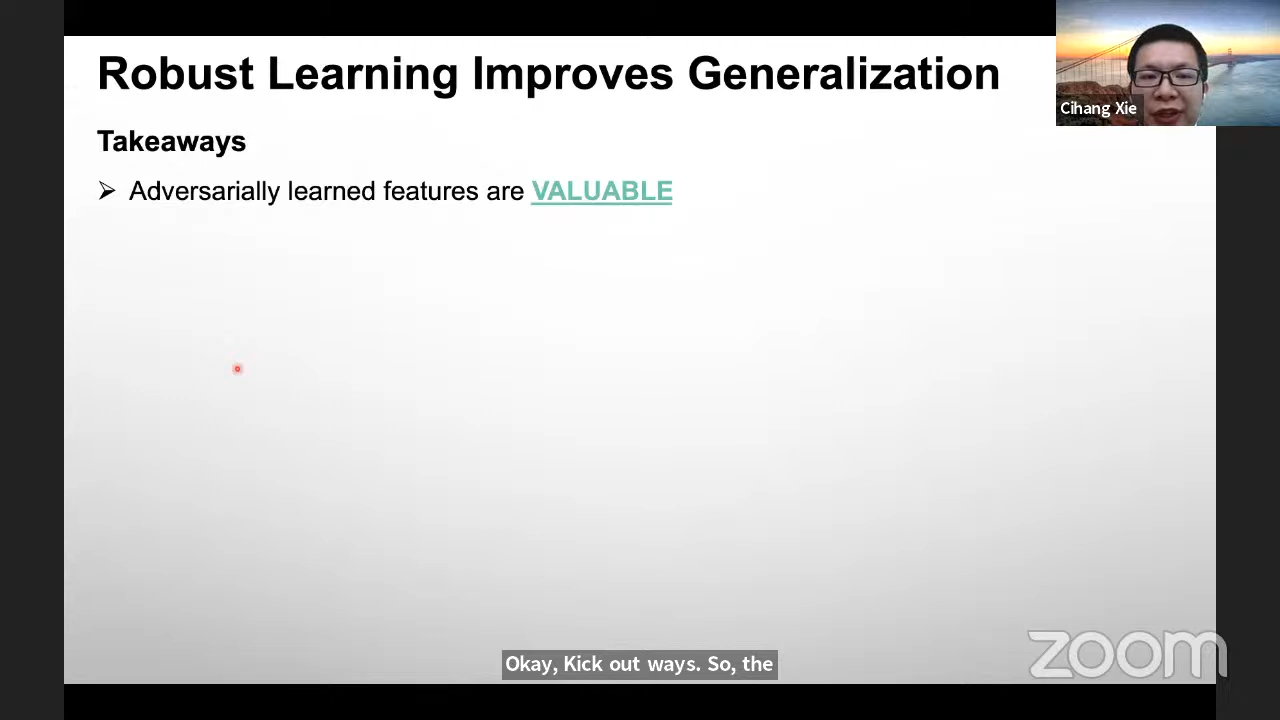 Robust Learning Improves Generalization
Cihang Xie
Takeaways
➢ Adversarially learned features are VALUABLE
Okay, Kick out ways. So, the
zoom